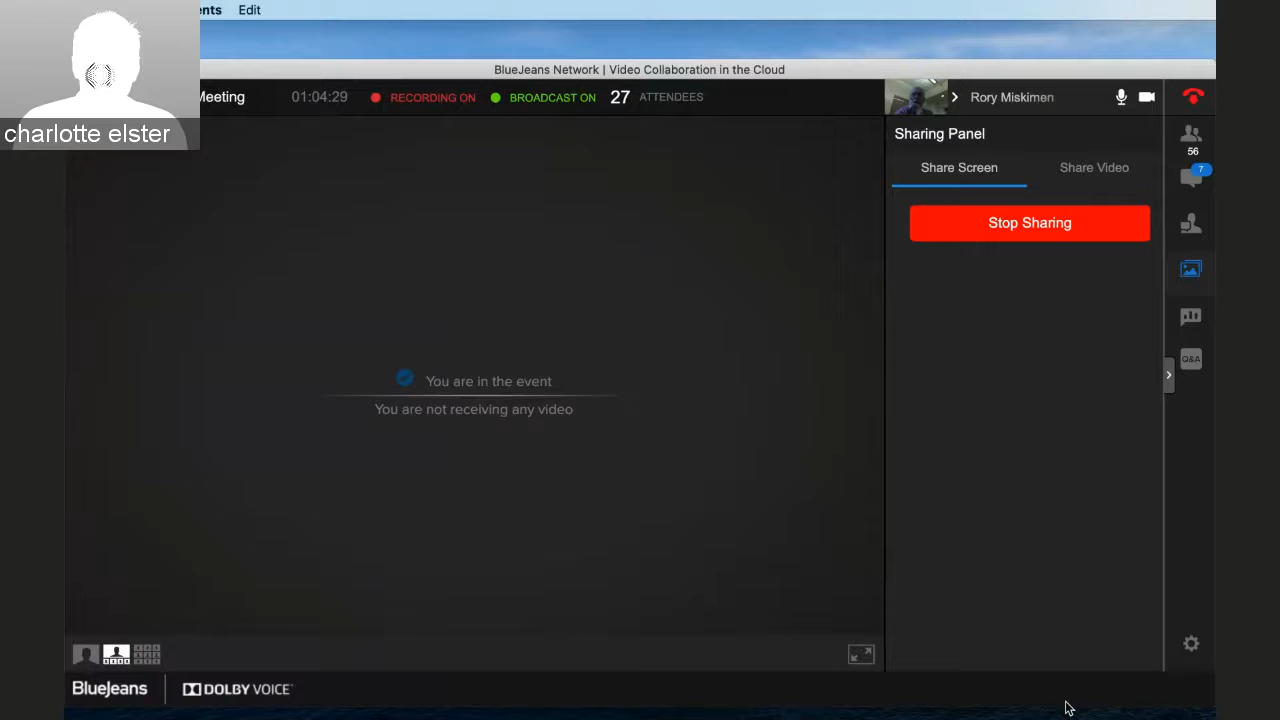 ents Edit
BlueJeans Network | Video Collaboration in the Cloud
charlotte elster
Meeting 01:04:29 RECORDING ON BROADCAST ON 27 ATTENDEES
Rory Miskimen
Sharing Panel
56
Share Screen Share Video
7
Stop Sharing
Q&A
You are in the event
You are not receiving any video
BlueJeans DOLBY VOICE